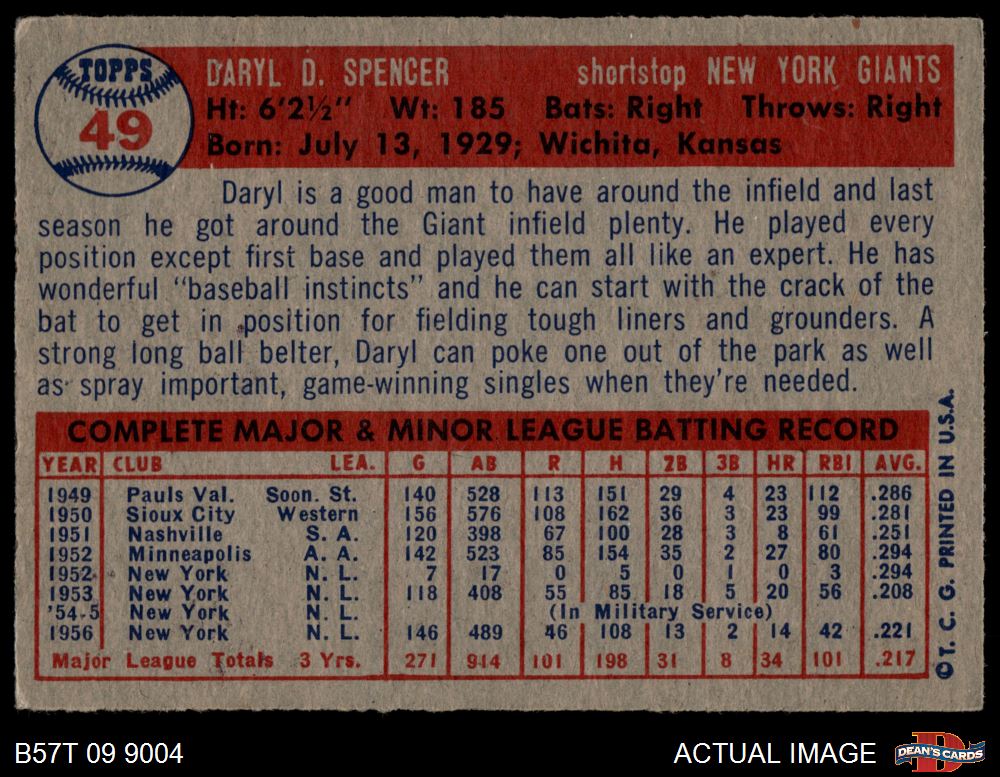 TOPPS
49
DARYL D. SPENCER shortstop NEW YORK GIANTS
Ht: 6'2½" Wt: 185 Bats: Right Throws: Right
Born: July 13, 1929; Wichita, Kansas
Daryl is a good man to have around the infield and last
season he got around the Giant infield plenty. He played every
position except first base and played them all like an expert. He has
wonderful "baseball instincts" and he can start with the crack of the
bat to get in position for fielding tough liners and grounders. A
strong long ball belter, Daryl can poke one out of the park as well
as spray important, game-winning singles when they're needed.
COMPLETE MAJOR & MINOR LEAGUE BATTING RECORD
YEAR CLUB LEA. G AB R H 2B 3B HR RBI AVG.
1949 Pauls Val. Soon. St. 140 528 113 151 29 4 23 112 .286
1950 Sioux City Western 156 576 108 162 36 3 23 99 .281
1951 Nashville S. A. 120 398 67 100 28 3 8 61 .251
1952 Minneapolis A. A. 142 523 85 154 35 2 27 80 .294
1952 New York N. L. 7 17 0 5 0 1 0 3 .294
1953 New York N. L. 118 408 55 85 18 5 20 56 .208
'54-5 New York N. L. (In Military Service)
1956 New York N. L. 146 489 46 108 13 2 14 42 .221
Major League Totals 3 Yrs. 271 914 101 198 31 8 34 101 .217
© T. C. G. PRINTED IN U.S.A.
B57T 09 9004 ACTUAL IMAGE DEAN'S CARDS